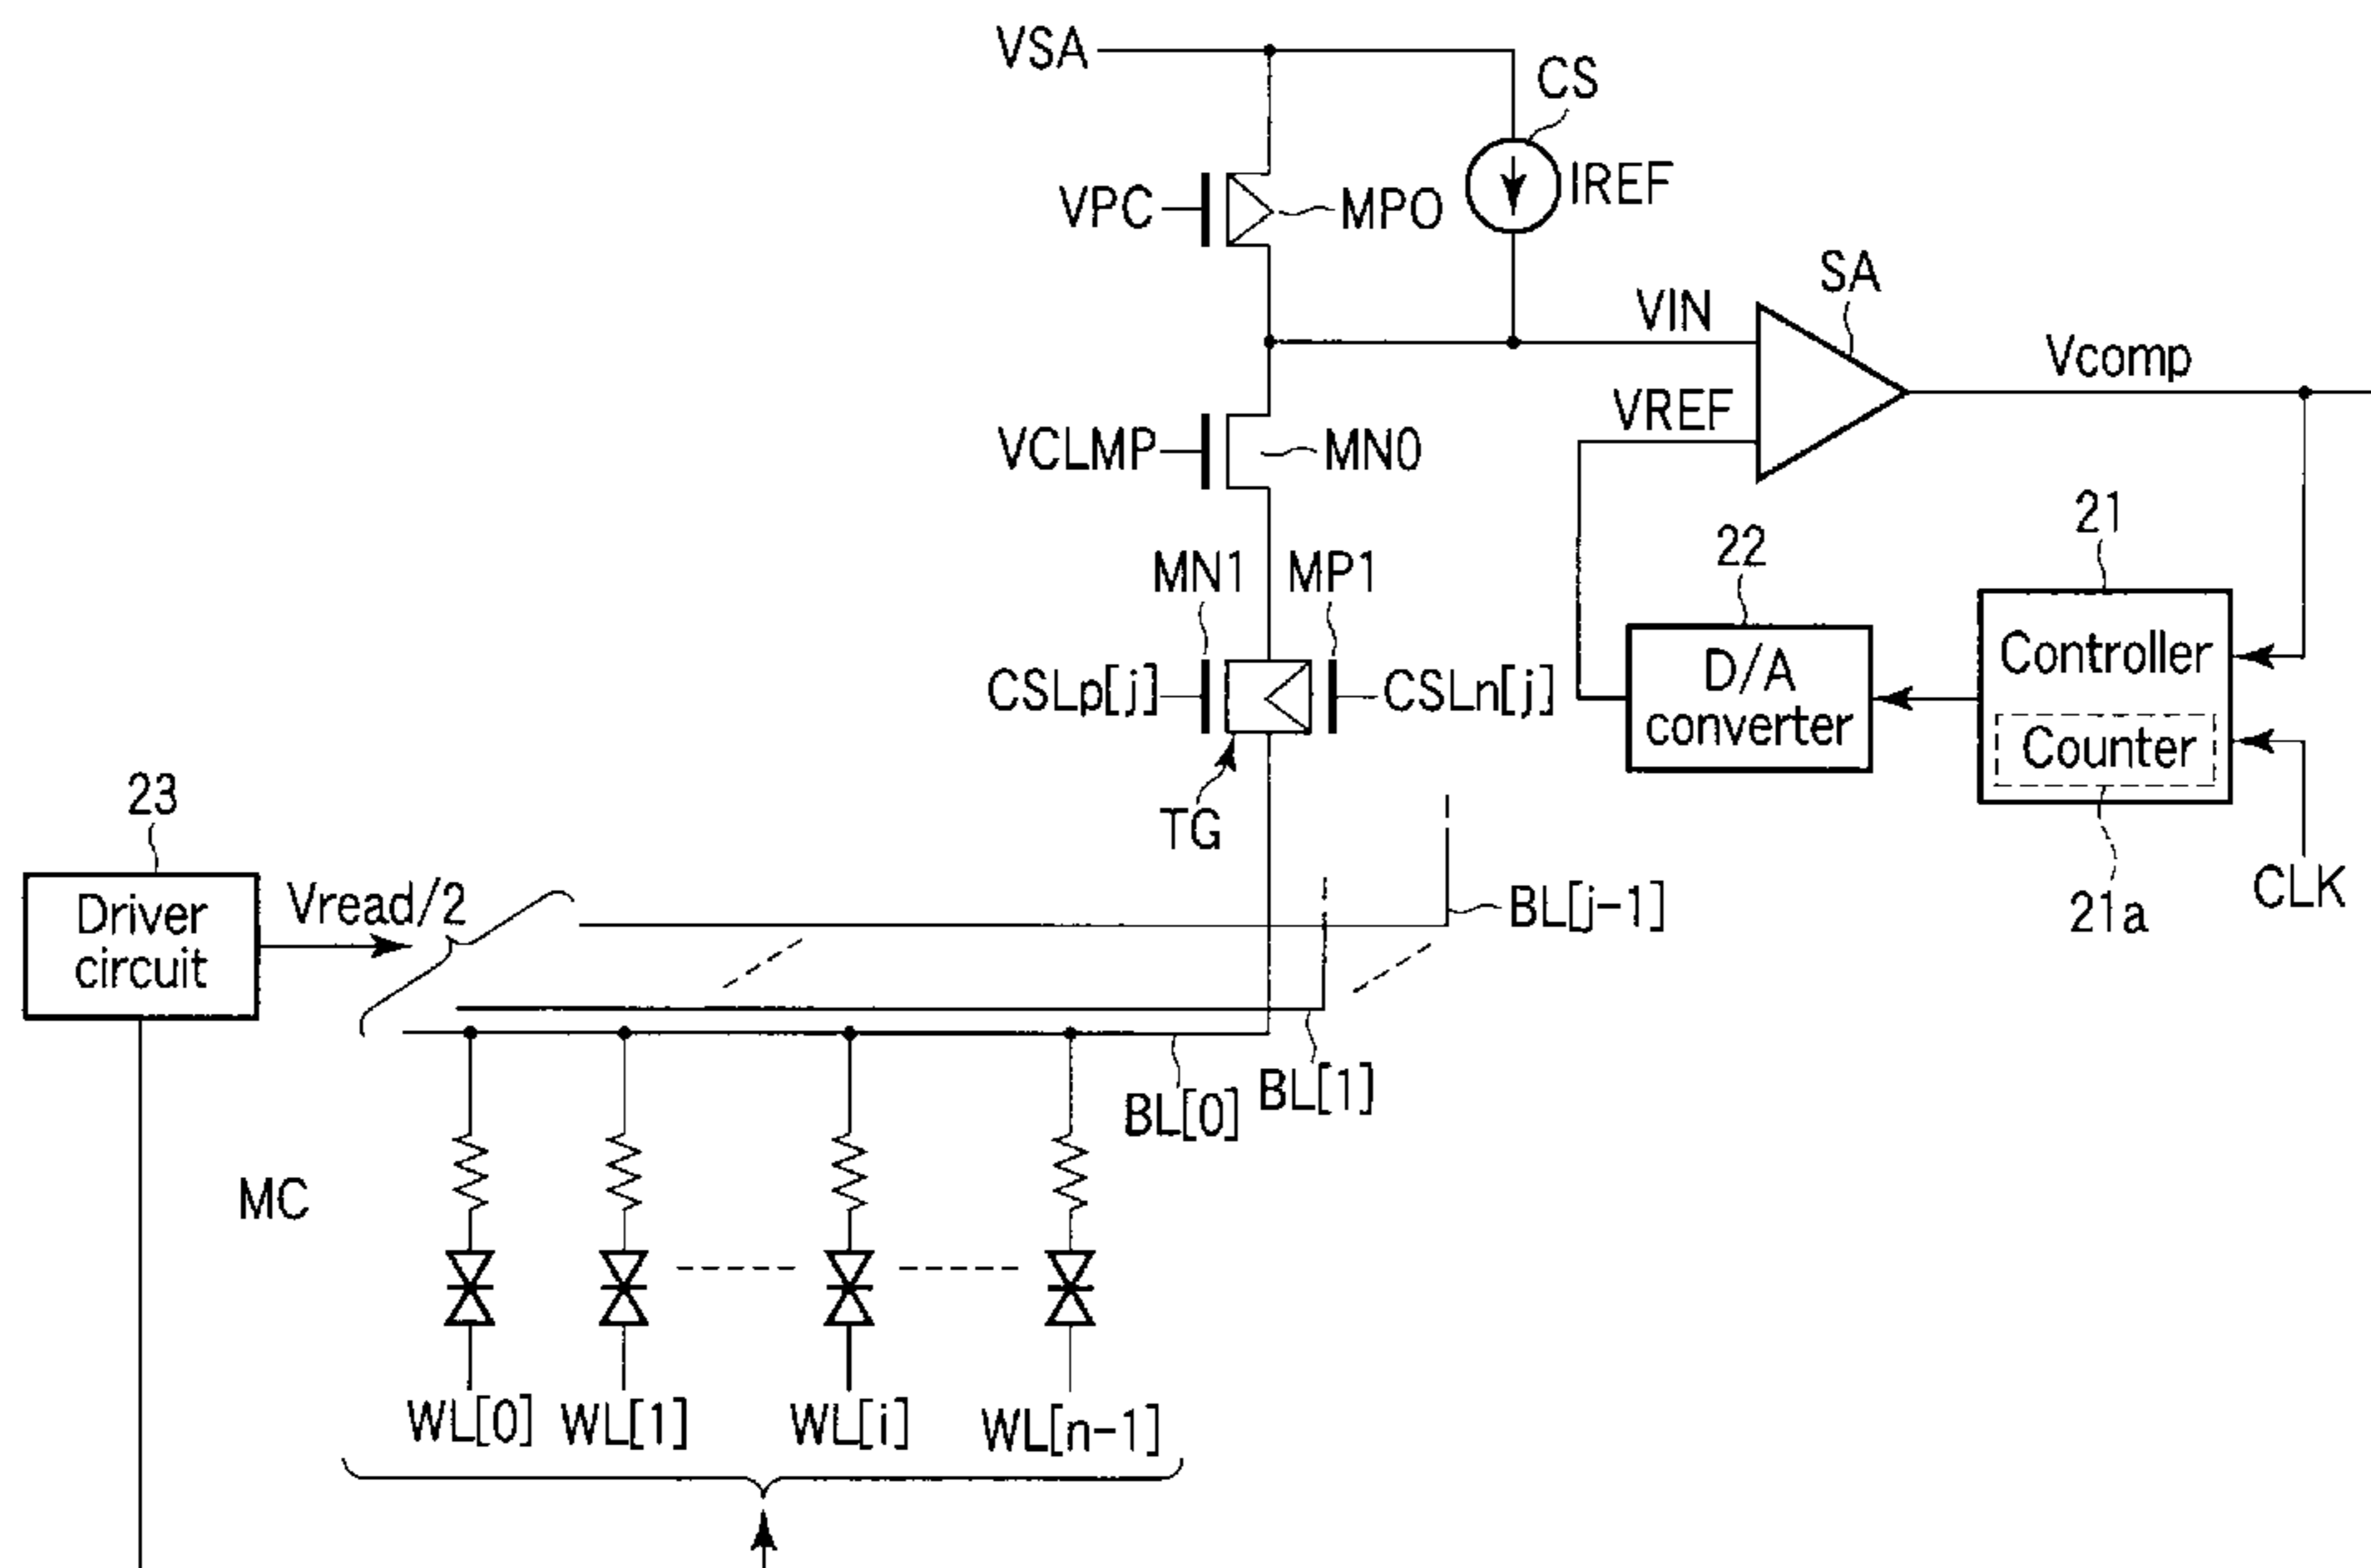 VSA
CS
VPC
MP0
IREF
SA
VIN
Vcomp
VREF
VCLMP
MN0
21
22
MN1
MP1
Controller
D/A
converter
CSLp[j]
CSLn[j]
Counter
23
TG
Driver
circuit
Vread/2
BL[j-1]
21a
CLK
BL[1]
BL[0]
MC
WL[0]
WL[1]
WL[i]
WL[n-1]